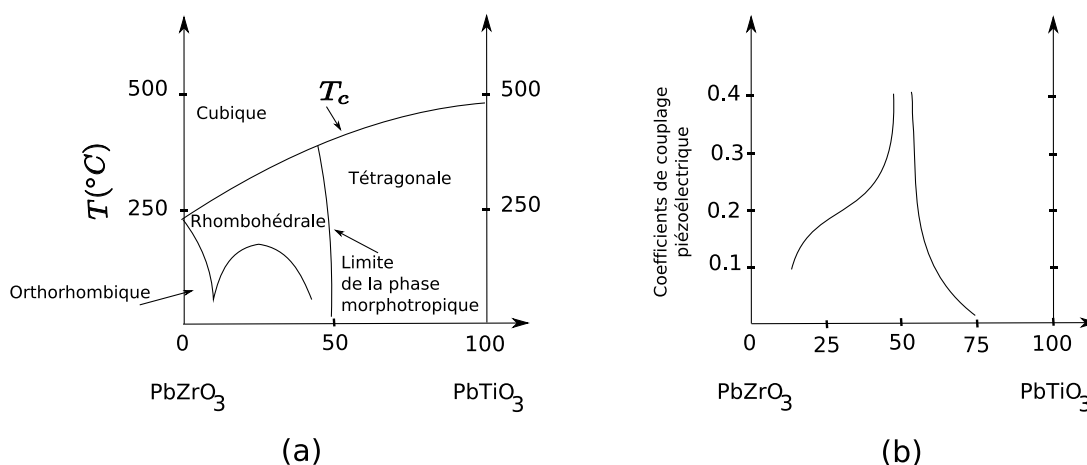 500
500
Cubique
T_c
T(°C)
Tétragonale
250
250
Rhombohédrale
Limite
de la phase
morphotropique
Orthorhombique
0
50
100
PbZrO3
PbTiO3
(a)
Coefficients de couplage
piézoélectrique
0.4
0.3
0.2
0.1
0
25
50
75
100
PbZrO3
PbTiO3
(b)